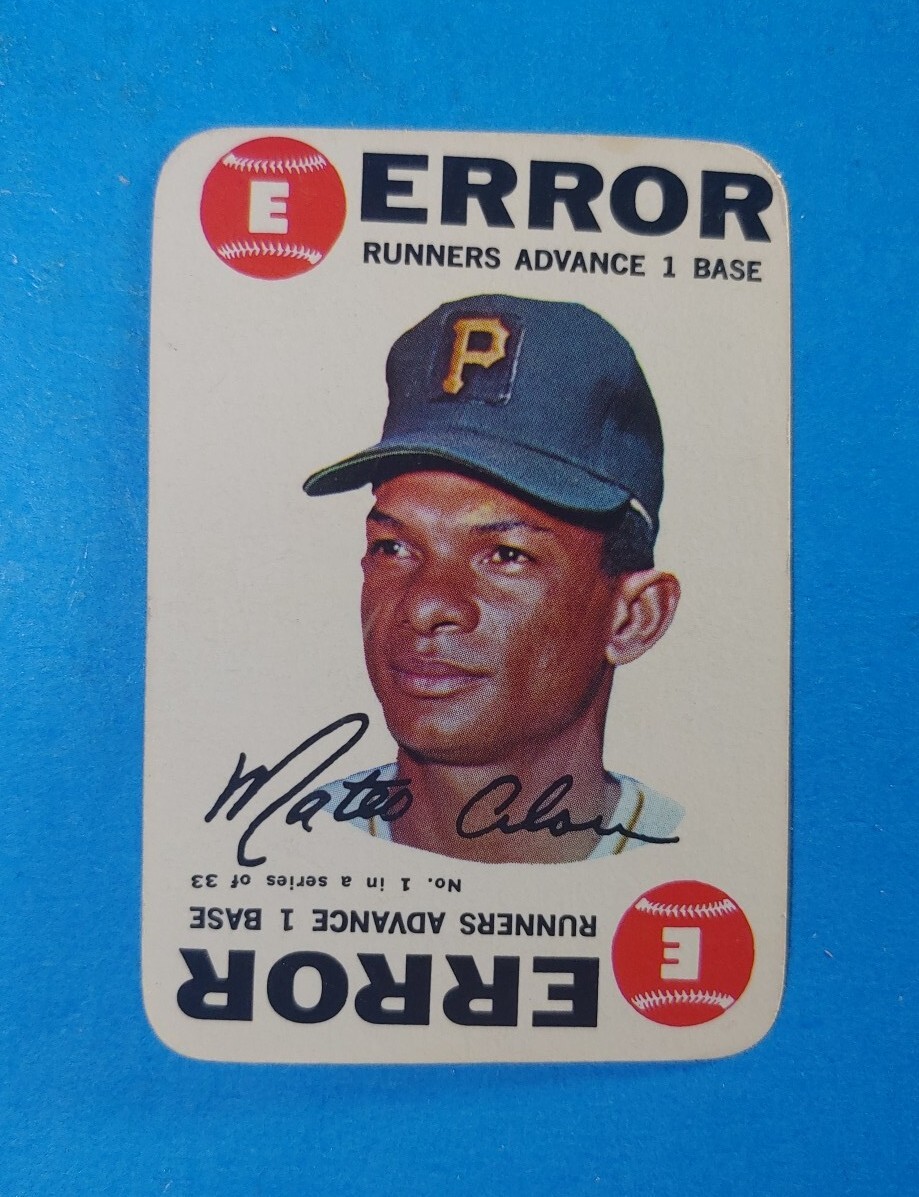 E ERROR
RUNNERS ADVANCE 1 BASE
P
Mateo Alou
No. 1 in a series of 33
RUNNERS ADVANCE 1 BASE
E ERROR